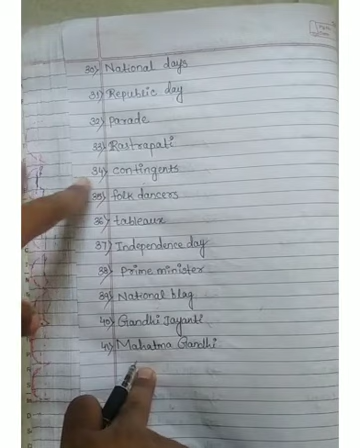 30) National days
31) Republic day
32) parade
33) Rastrapati
34) contingents
35) folk dancers
36) tableaux
37) Independence day
38) Prime minister
39) National blag
40) Gandhi Jayanti
41) Mahatma Gandhi